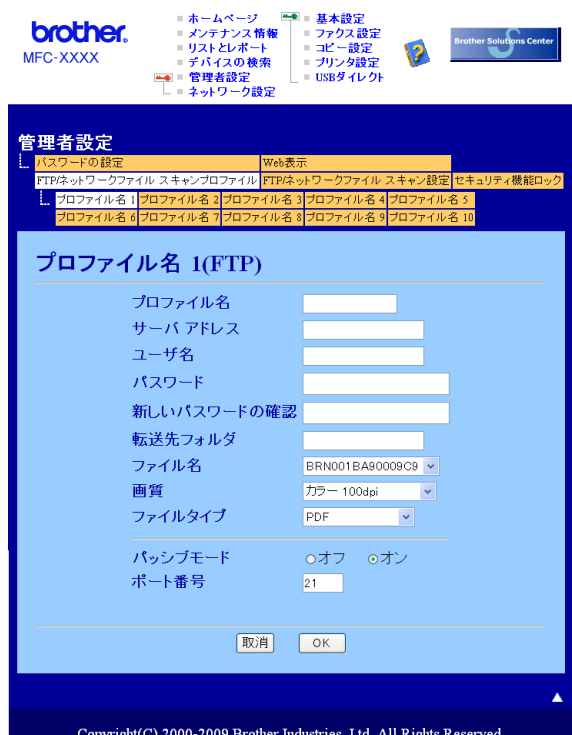 brother.
MFC-XXXX
ホームページ
メンテナンス情報
リストとレポート
デバイスの検索
管理者設定
ネットワーク設定
基本設定
ファクス設定
コピー設定
プリンタ設定
USBダイレクト
Brother Solutions Center
管理者設定
パスワードの設定 Web表示
FTP/ネットワークファイル スキャンプロファイル FTP/ネットワークファイル スキャン設定 セキュリティ機能ロック
プロファイル名 1 プロファイル名 2 プロファイル名 3 プロファイル名 4 プロファイル名 5
プロファイル名 6 プロファイル名 7 プロファイル名 8 プロファイル名 9 プロファイル名 10
プロファイル名 1(FTP)
プロファイル名
サーバ アドレス
ユーザ名
パスワード
新しいパスワードの確認
転送先フォルダ
ファイル名 BRN001BA90009C9
画質 カラー 100dpi
ファイルタイプ PDF
パッシブモード オフ オン
ポート番号 21
取消 OK
Copyright(C) 2000-2009 Brother Industries, Ltd. All Rights Reserved.